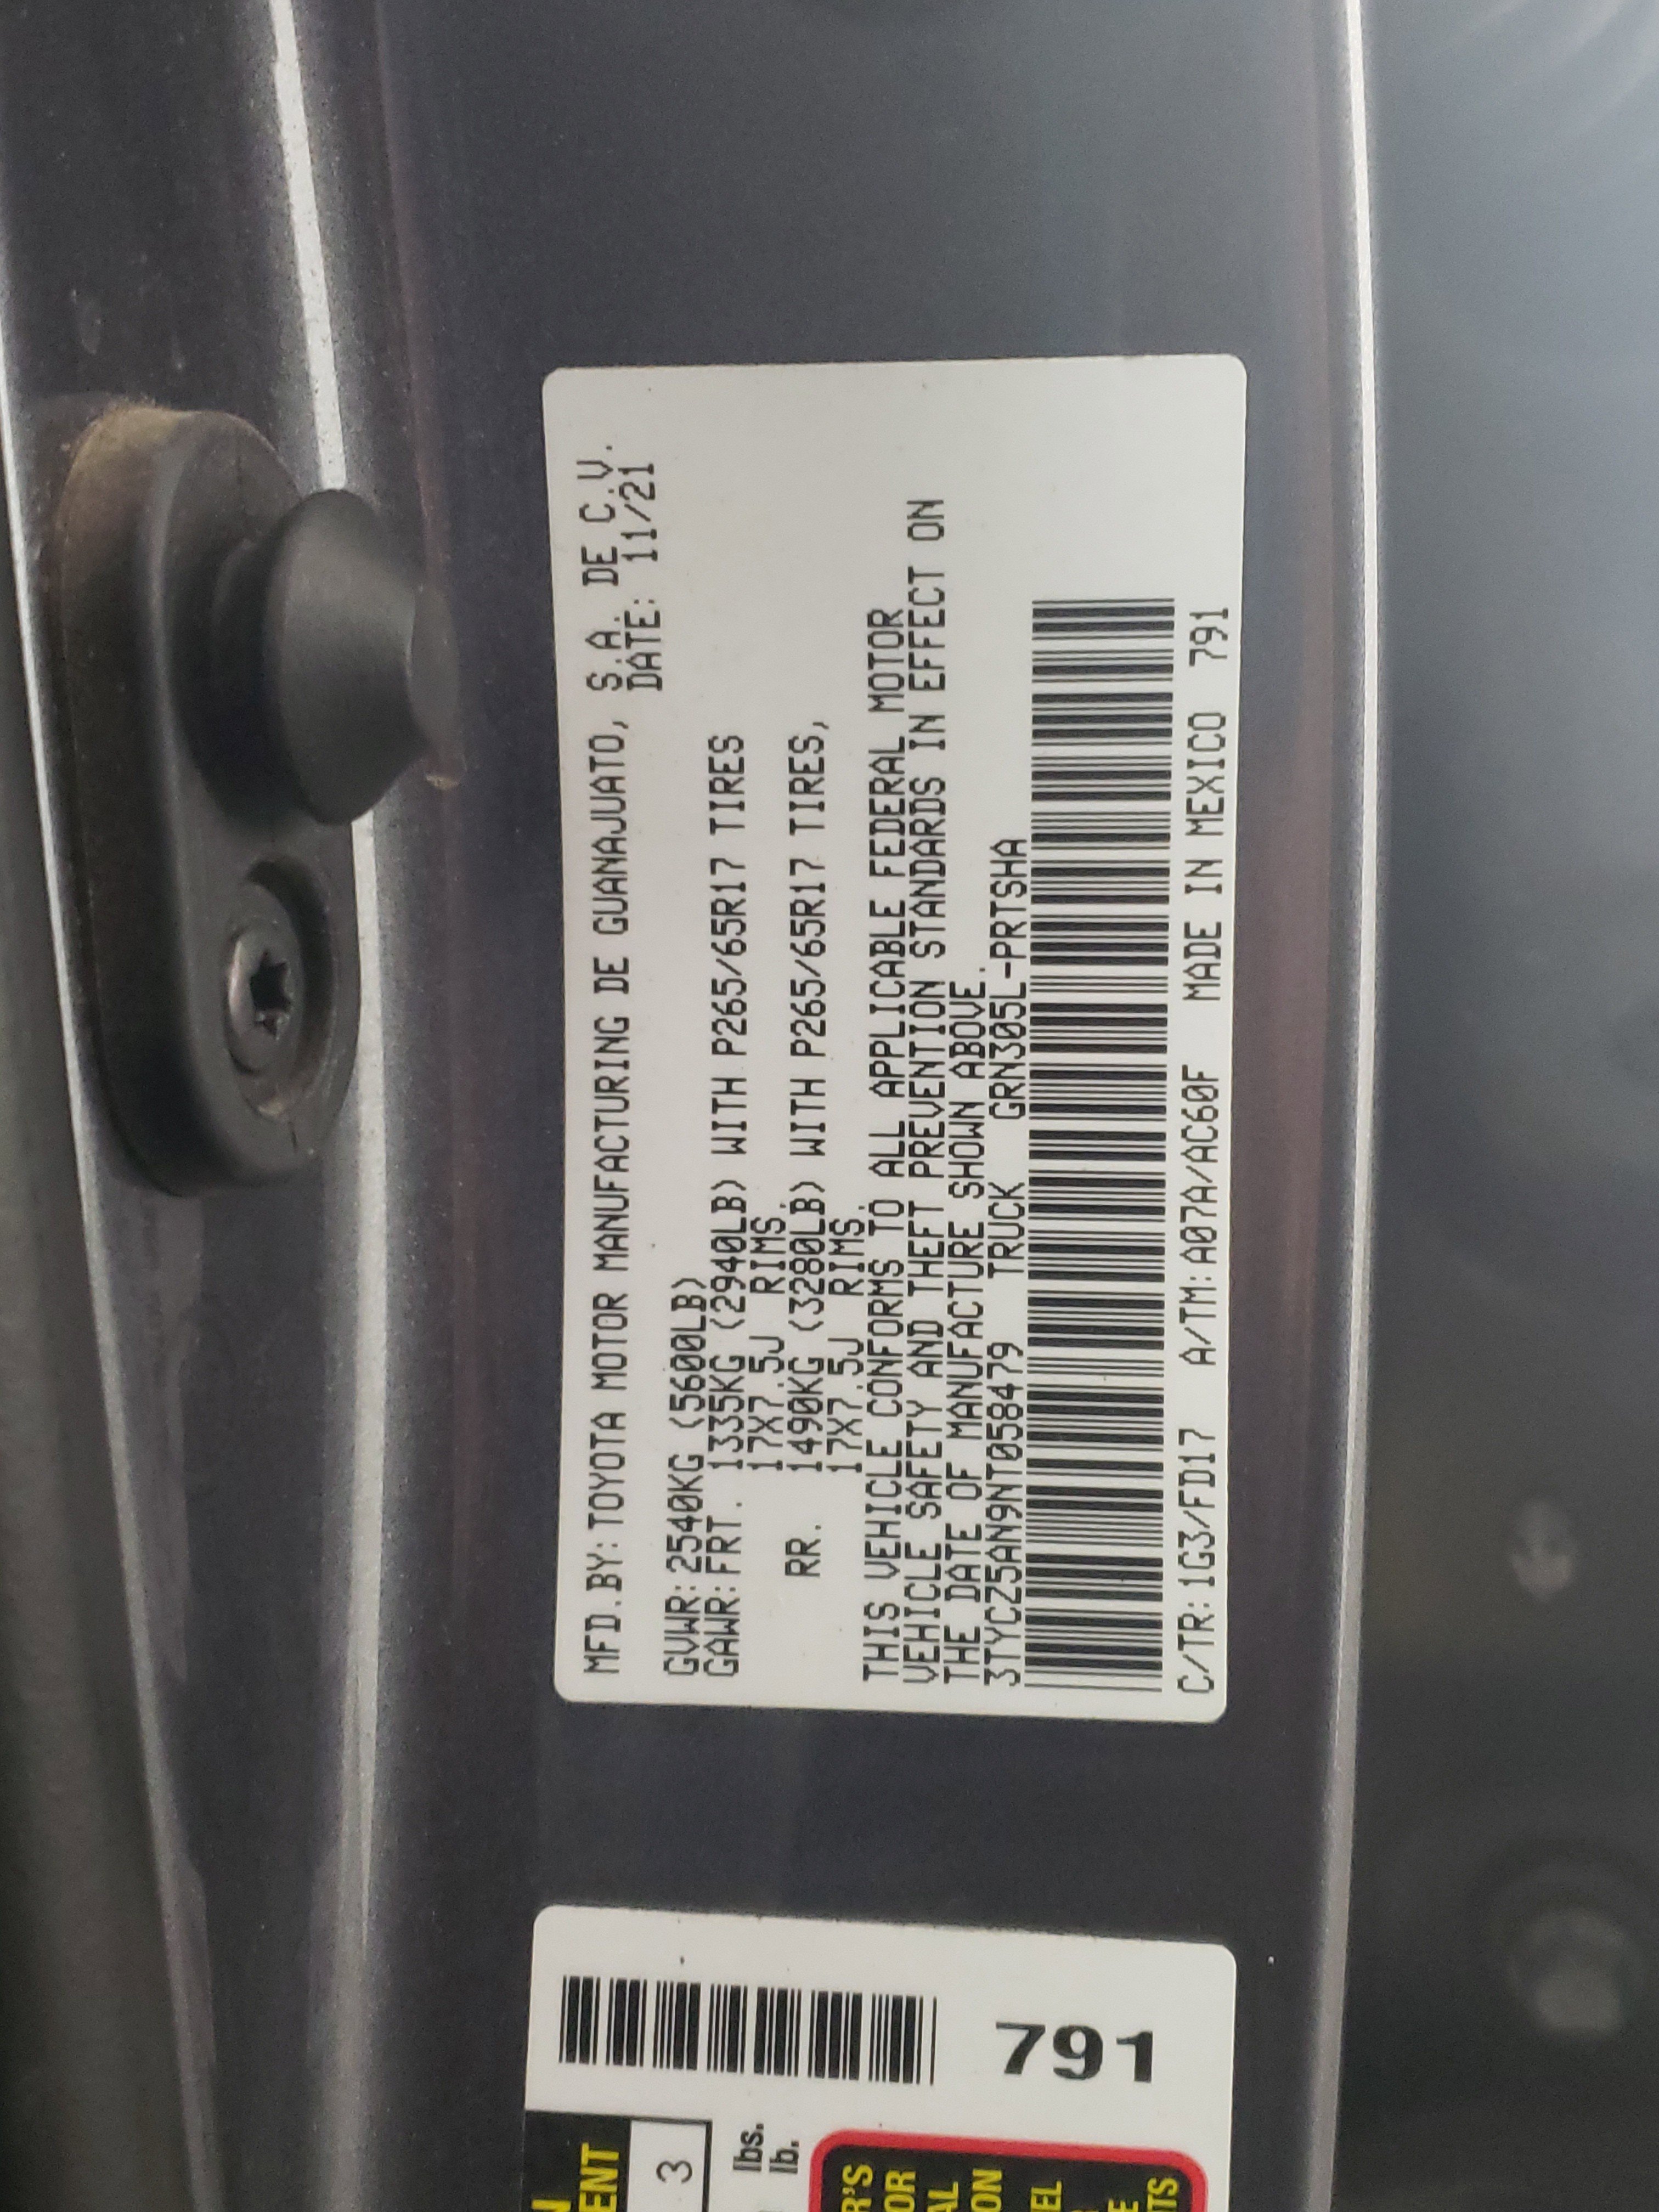 MFD.BY:TOYOTA MOTOR MANUFACTURING DE GUANAJUATO, S.A. DE C.V.
DATE: 11/21
GVWR:2540KG (5600LB)
GAWR:FRT. 1335KG (2940LB) WITH P265/65R17 TIRES
17X7.5J RIMS.
RR. 1490KG (3280LB) WITH P265/65R17 TIRES,
17X7.5J RIMS.
THIS VEHICLE CONFORMS TO ALL APPLICABLE FEDERAL MOTOR
VEHICLE SAFETY AND THEFT PREVENTION STANDARDS IN EFFECT ON
THE DATE OF MANUFACTURE SHOWN ABOVE.
3TYCZ5AN9NT058479 TRUCK GRN305L-PRTSHA
C/TR:1G3/FD17 A/TM:A07A/AC60F MADE IN MEXICO 791
791
3
lbs.
lb.